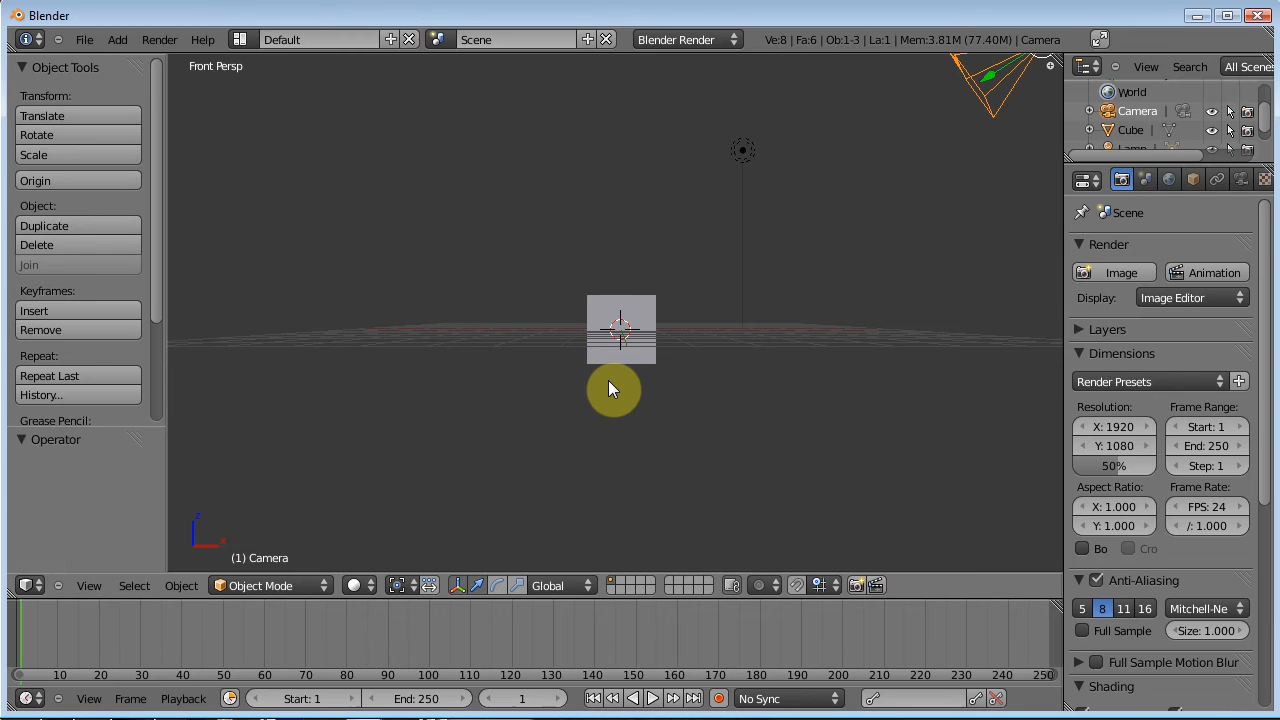 Blender
File Add Render Help Default Scene Blender Render Ve:8 | Fa:6 | Ob:1-3 | La:1 | Mem:3.81M (77.40M) | Camera
Object Tools
Transform:
Translate
Rotate
Scale
Origin
Object:
Duplicate
Delete
Join
Keyframes:
Insert
Remove
Repeat:
Repeat Last
History...
Grease Pencil:
Operator
Front Persp
z
x
(1) Camera
View Search All Scenes
World
Camera
Cube
Lamp
Scene
Render
Image Animation
Display: Image Editor
Layers
Dimensions
Render Presets
Resolution: Frame Range:
X: 1920 Start: 1
Y: 1080 End: 250
50% Step: 1
Aspect Ratio: Frame Rate:
X: 1.000 FPS: 24
Y: 1.000 /: 1.000
Bo Cro
Anti-Aliasing
5 8 11 16 Mitchell-Ne
Full Sample Size: 1.000
Full Sample Motion Blur
Shading
View Select Object Object Mode Global
10 20 30 40 50 60 70 80 90 100 110 120 130 140 150 160 170 180 190 200 210 220 230 240 250
View Frame Playback Start: 1 End: 250 1 No Sync